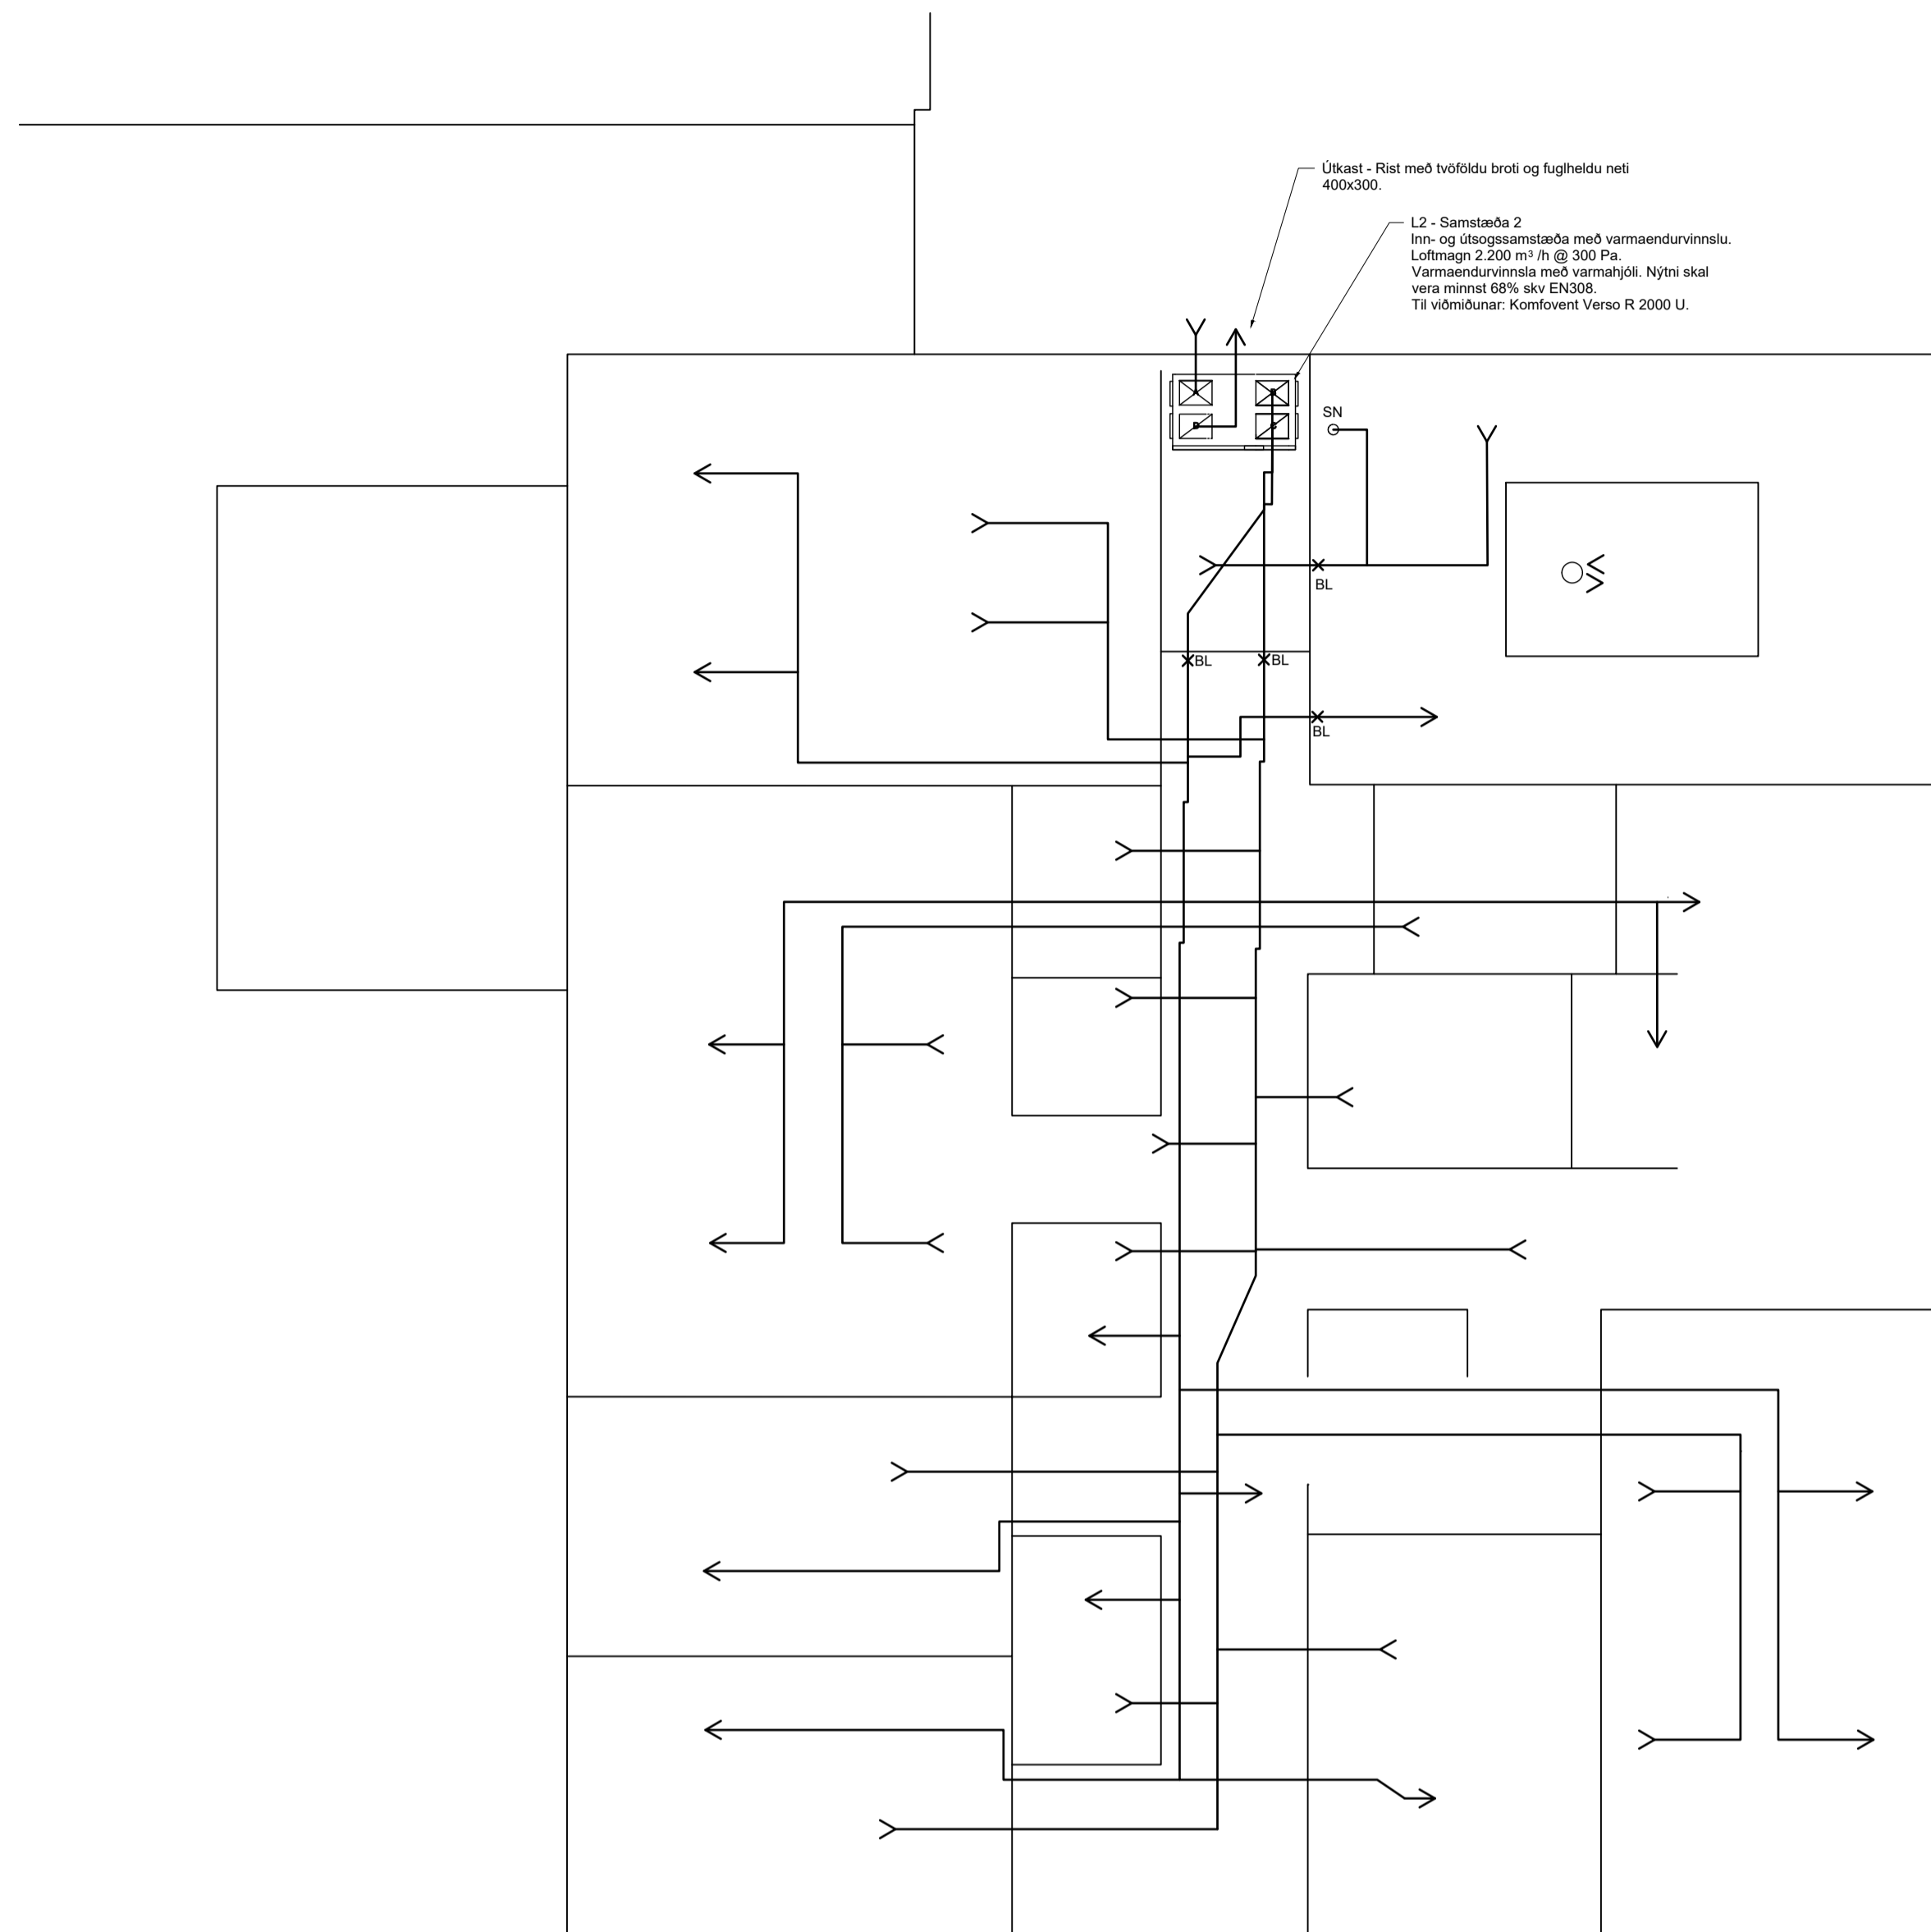 Útkast - Rist með tvöföldu broti og fuglheldu neti
400x300.
L2 - Samstæða 2
Inn- og útsogssamstæða með varmaendurvinnslu.
Loftmagn 2.200 m³ /h @ 300 Pa.
Varmaendurvinnsla með varmahjóli. Nýtni skal
vera minnst 68% skv EN308.
Til viðmiðunar: Komfovent Verso R 2000 U.
A
B
SN
D
C
BL
BL
BL
BL